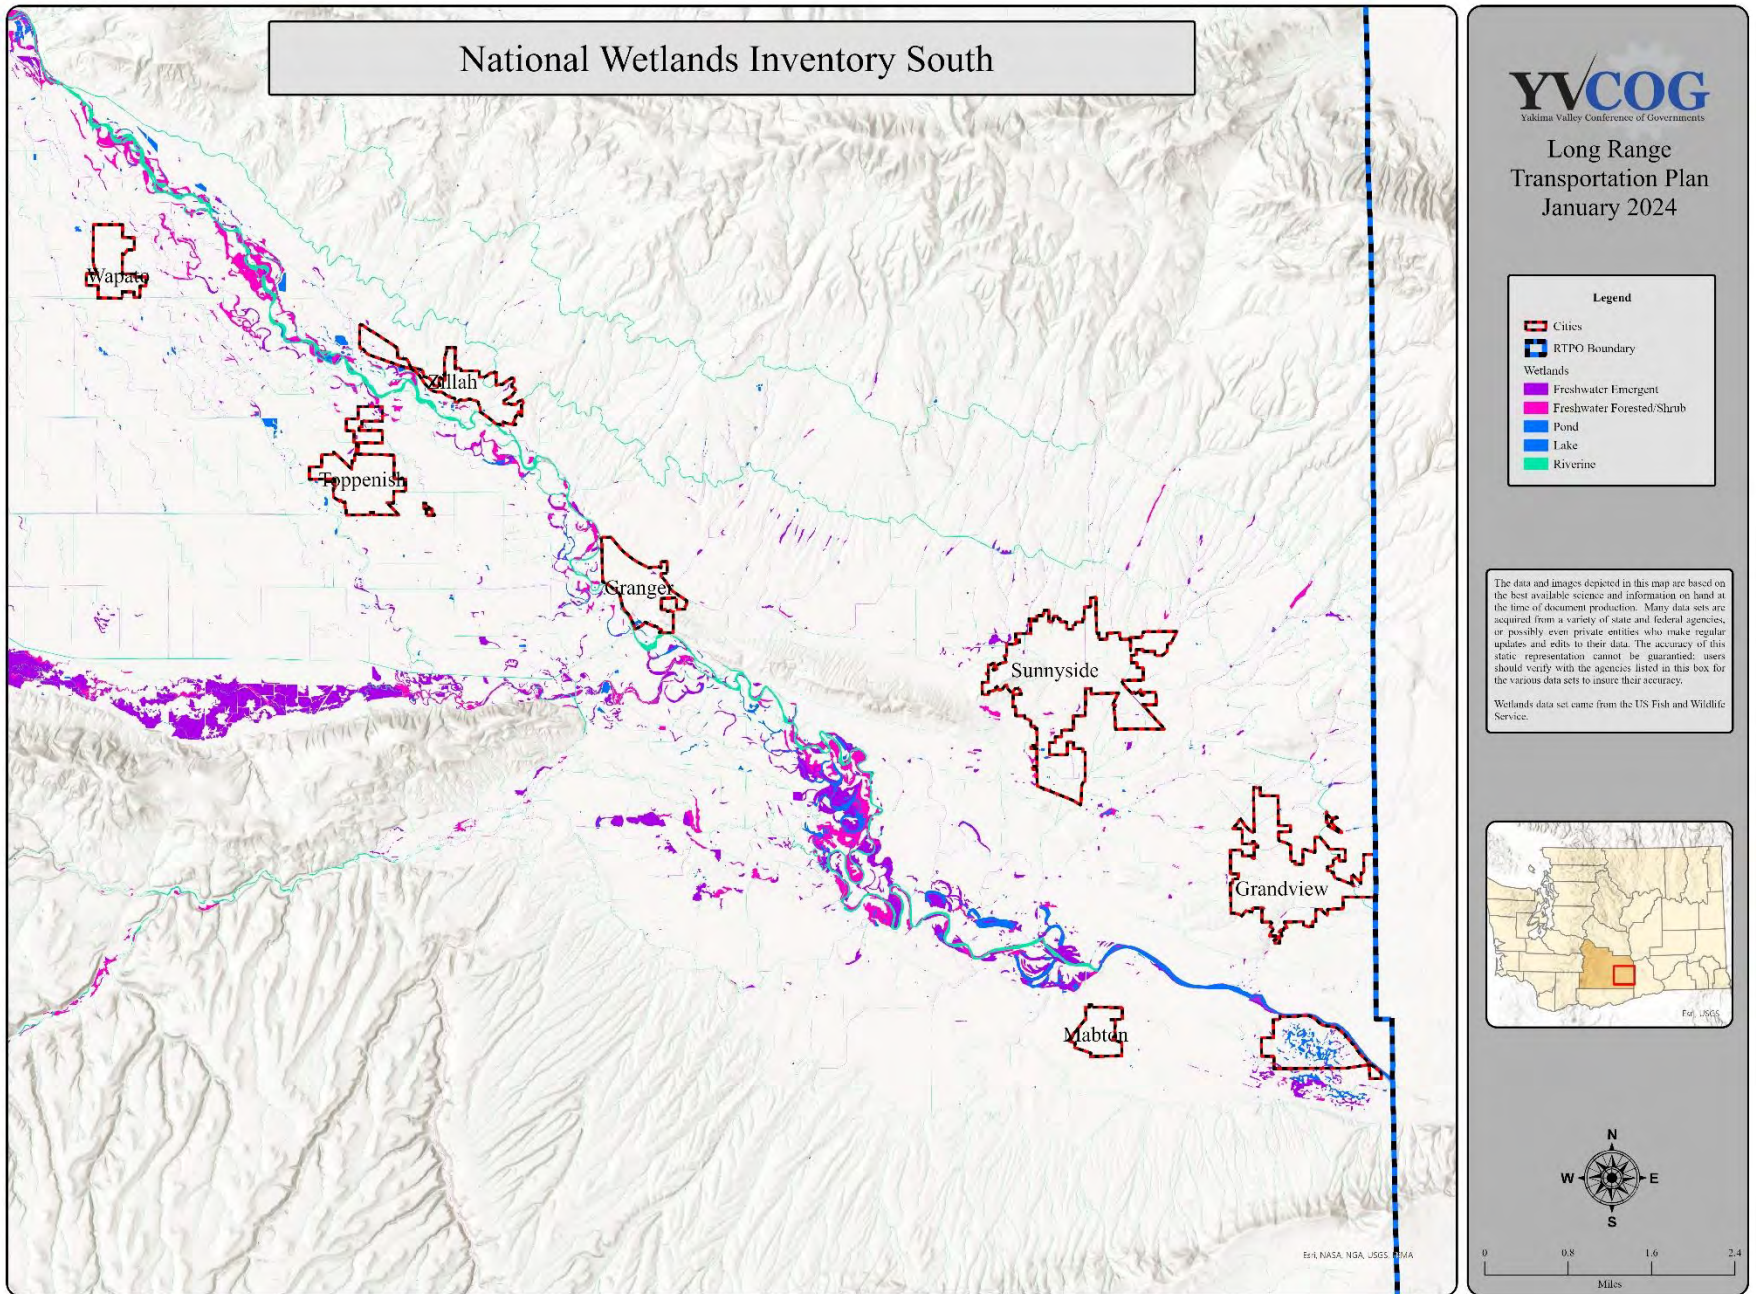 National Wetlands Inventory South
Wapato
Zillah
Toppenish
Granger
Sunnyside
Grandview
Mabton
Esri, NASA, NGA, USGS, FEMA
YVCOG
Yakima Valley Conference of Governments
Long Range
Transportation Plan
January 2024
Legend
Cities
RTPO Boundary
Wetlands
Freshwater Emergent
Freshwater Forested/Shrub
Pond
Lake
Riverine
The data and images depicted in this map are based on
the best available science and information on hand at
the time of document production. Many data sets are
acquired from a variety of state and federal agencies,
or possibly even private entities who make regular
updates and edits to their data. The accuracy of this
static representation cannot be guarantied; users
should verify with the agencies listed in this box for
the various data sets to insure their accuracy.
Wetlands data set came from the US Fish and Wildlife
Service.
Esri, USGS
N
W E
S
0 0.8 1.6 2.4
Miles